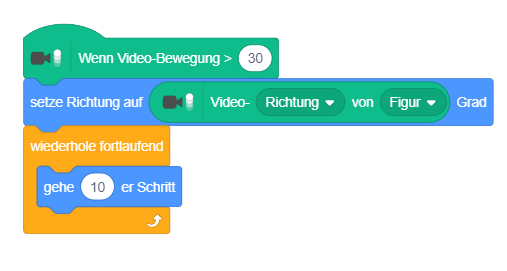 Wenn Video-Bewegung > 30
setze Richtung auf Video- Richtung von Figur Grad
wiederhole fortlaufend
gehe 10 er Schritt